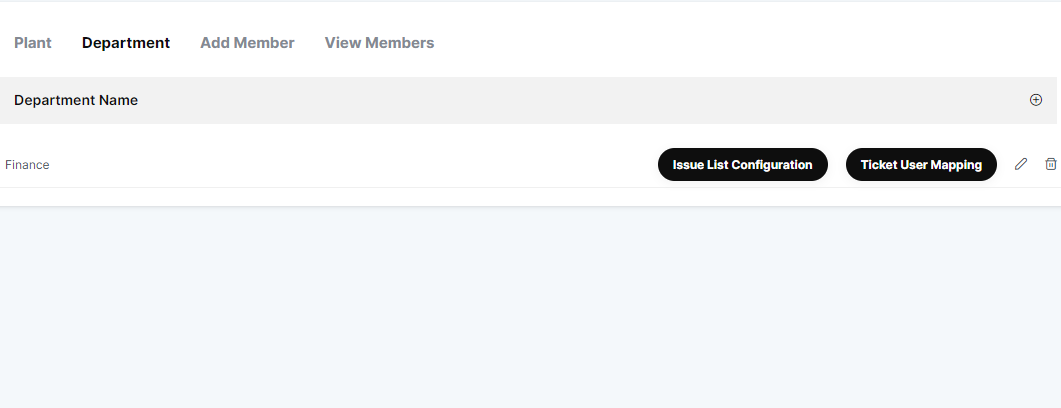 Plant Department Add Member View Members
Department Name
Finance Issue List Configuration Ticket User Mapping